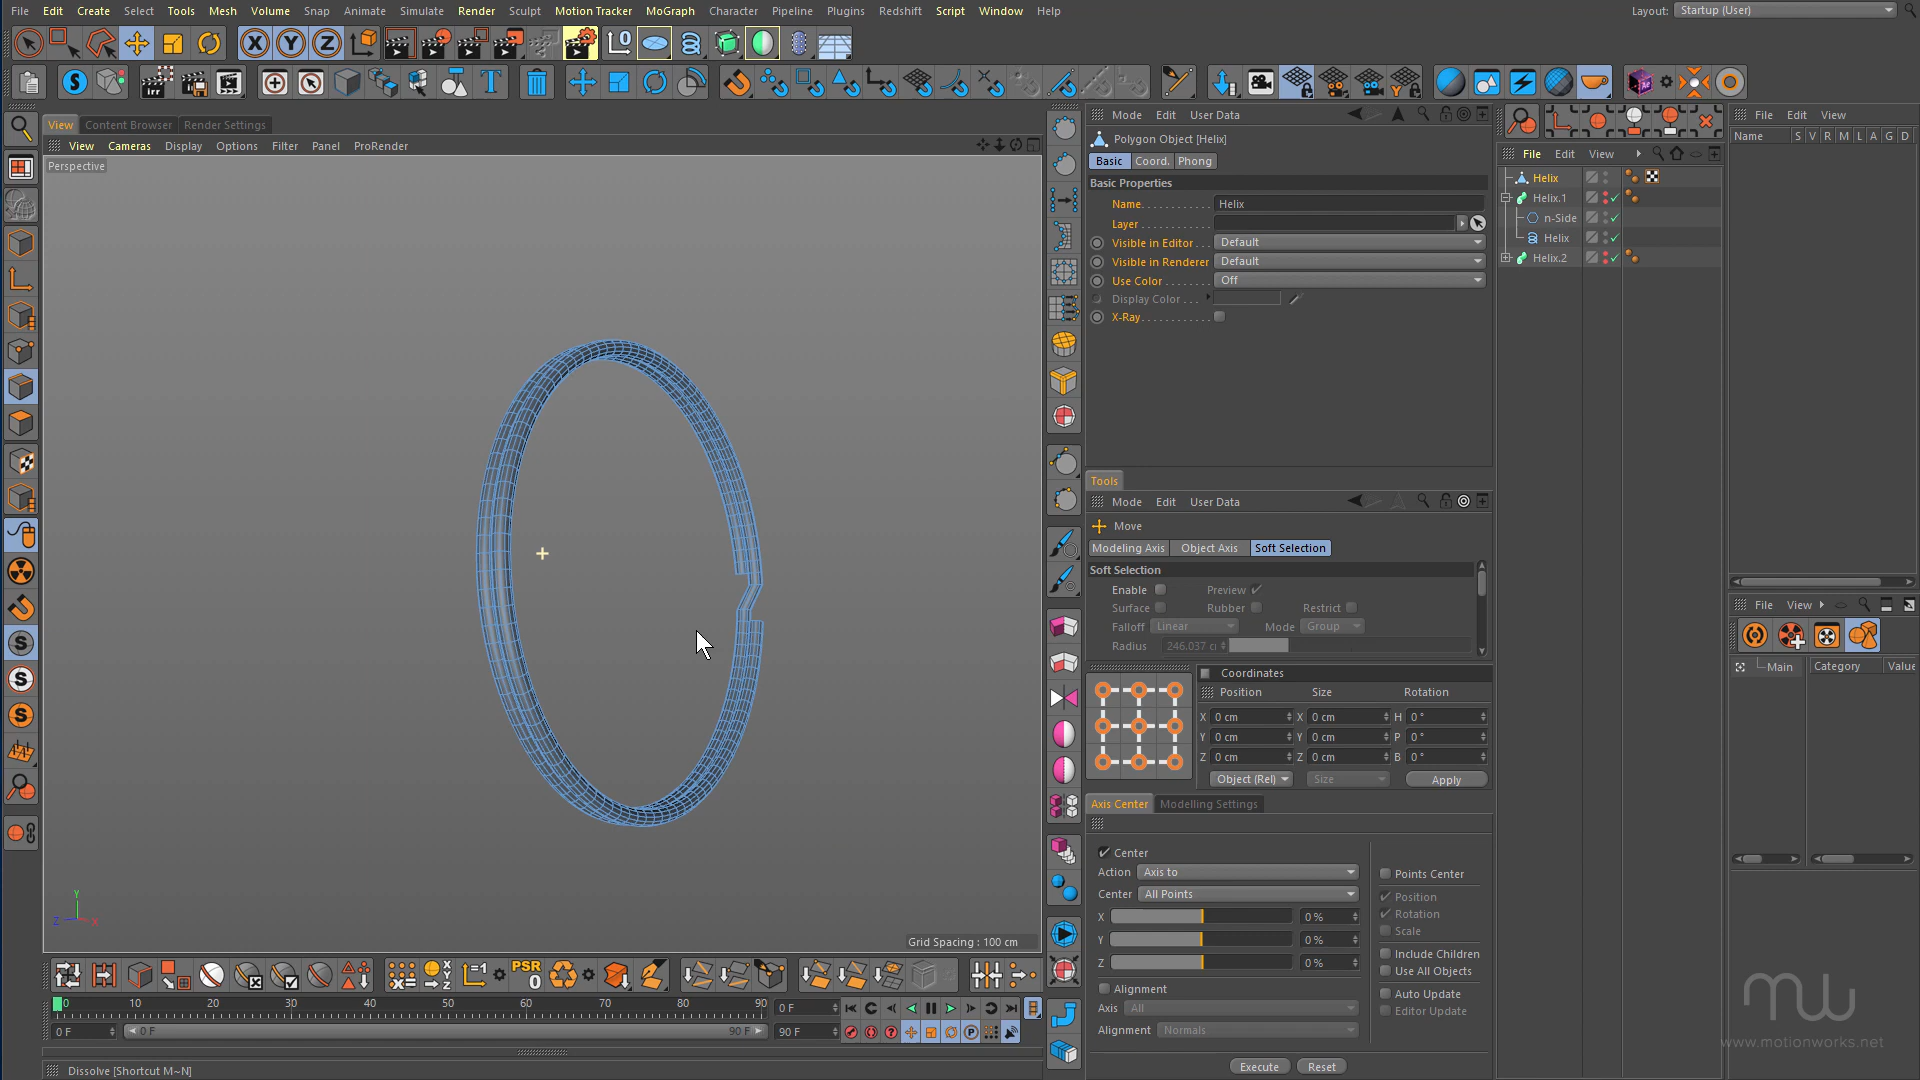 File Edit Create Select Tools Mesh Volume Snap Animate Simulate Render Sculpt Motion Tracker MoGraph Character Pipeline Plugins Redshift Script Window Help Layout: Startup (User)
View Content Browser Render Settings
View Cameras Display Options Filter Panel ProRender
Perspective
Grid Spacing : 100 cm
Y
Z X
PSR
0
0 10 20 30 40 50 60 70 80 90 0 F
0 F 0 F 90 F 90 F
Dissolve [Shortcut M~N]
Mode Edit User Data
Polygon Object [Helix]
Basic Coord. Phong
Basic Properties
Name Helix
Layer
Visible in Editor Default
Visible in Renderer Default
Use Color Off
Display Color
X-Ray
Tools
Mode Edit User Data
Move
Modeling Axis Object Axis Soft Selection
Soft Selection
Enable Preview
Surface Rubber Restrict
Falloff Linear Mode Group
Radius 246.037 c
Coordinates
Position Size Rotation
X 0 cm X 0 cm H 0 °
Y 0 cm Y 0 cm P 0 °
Z 0 cm Z 0 cm B 0 °
Object (Rel) Size Apply
Axis Center Modelling Settings
Center
Action Axis to
Center All Points
X 0 %
Y 0 %
Z 0 %
Alignment
Axis All
Alignment Normals
Points Center
Position
Rotation
Scale
Include Children
Use All Objects
Auto Update
Editor Update
Execute Reset
File Edit View
Helix
Helix.1
n-Side
Helix
Helix.2
File Edit View
Name S V R M L A G D
File View
Main Category Value
mw
www.motionworks.net